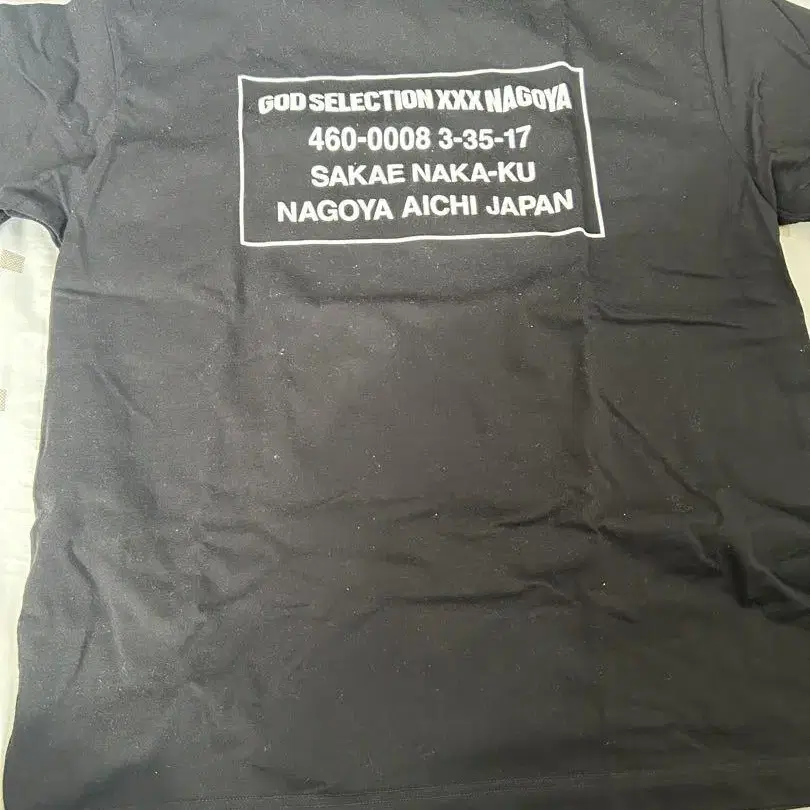 GOD SELECTION XXX NAGOYA
460-0008 3-35-17
SAKAE NAKA-KU
NAGOYA AICHI JAPAN